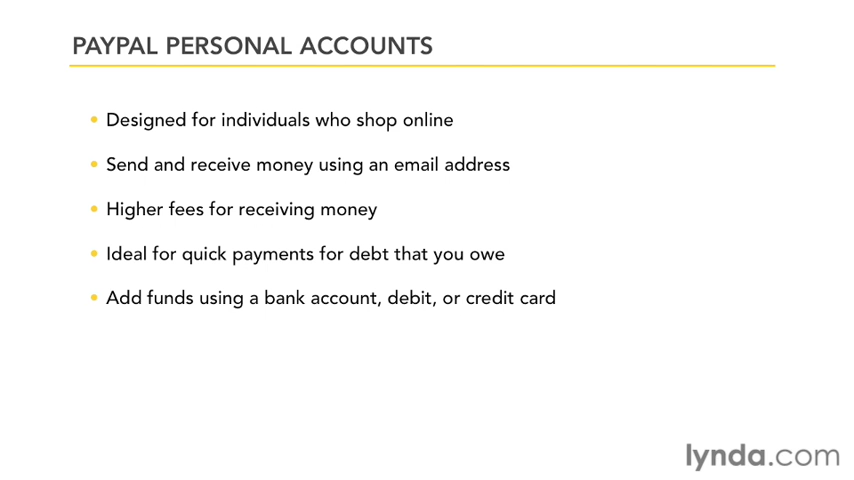 PAYPAL PERSONAL ACCOUNTS
• Designed for individuals who shop online
• Send and receive money using an email address
• Higher fees for receiving money
• Ideal for quick payments for debt that you owe
• Add funds using a bank account, debit, or credit card
lynda.com